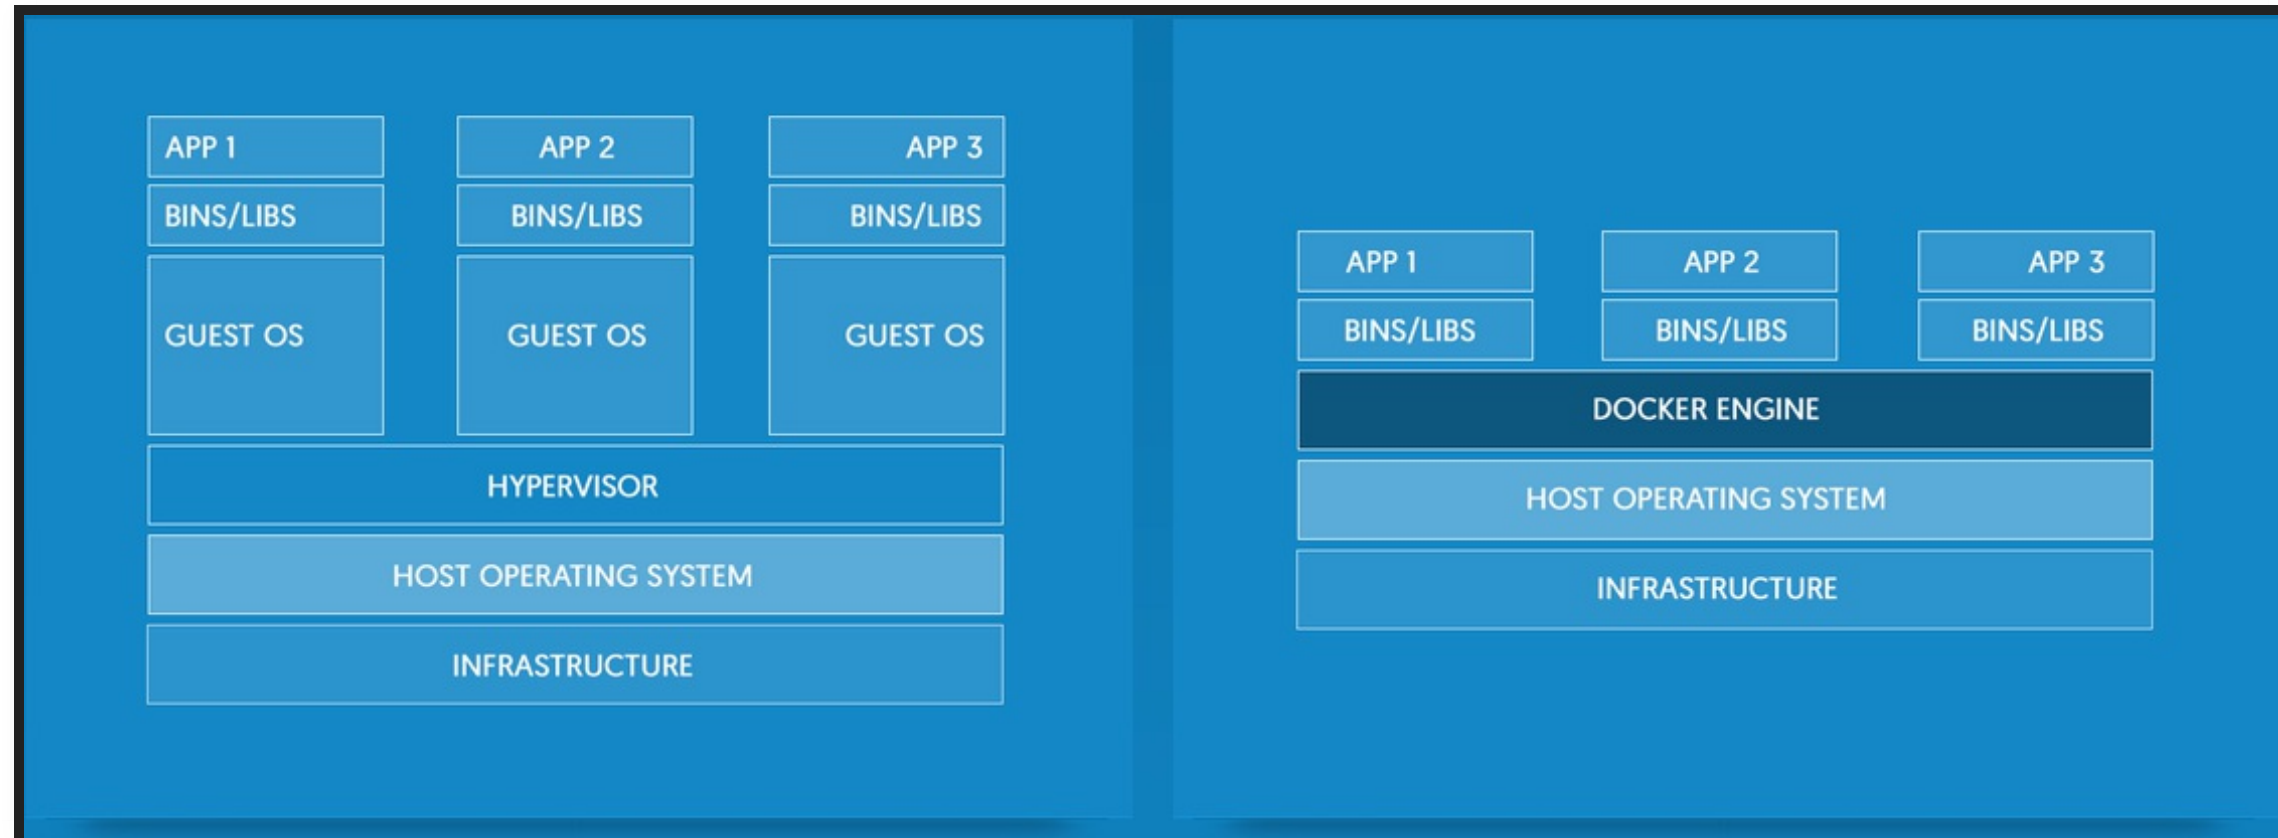 APP 1
APP 2
APP 3
BINS/LIBS
BINS/LIBS
BINS/LIBS
GUEST OS
GUEST OS
GUEST OS
HYPERVISOR
HOST OPERATING SYSTEM
INFRASTRUCTURE
APP 1
APP 2
APP 3
BINS/LIBS
BINS/LIBS
BINS/LIBS
DOCKER ENGINE
HOST OPERATING SYSTEM
INFRASTRUCTURE